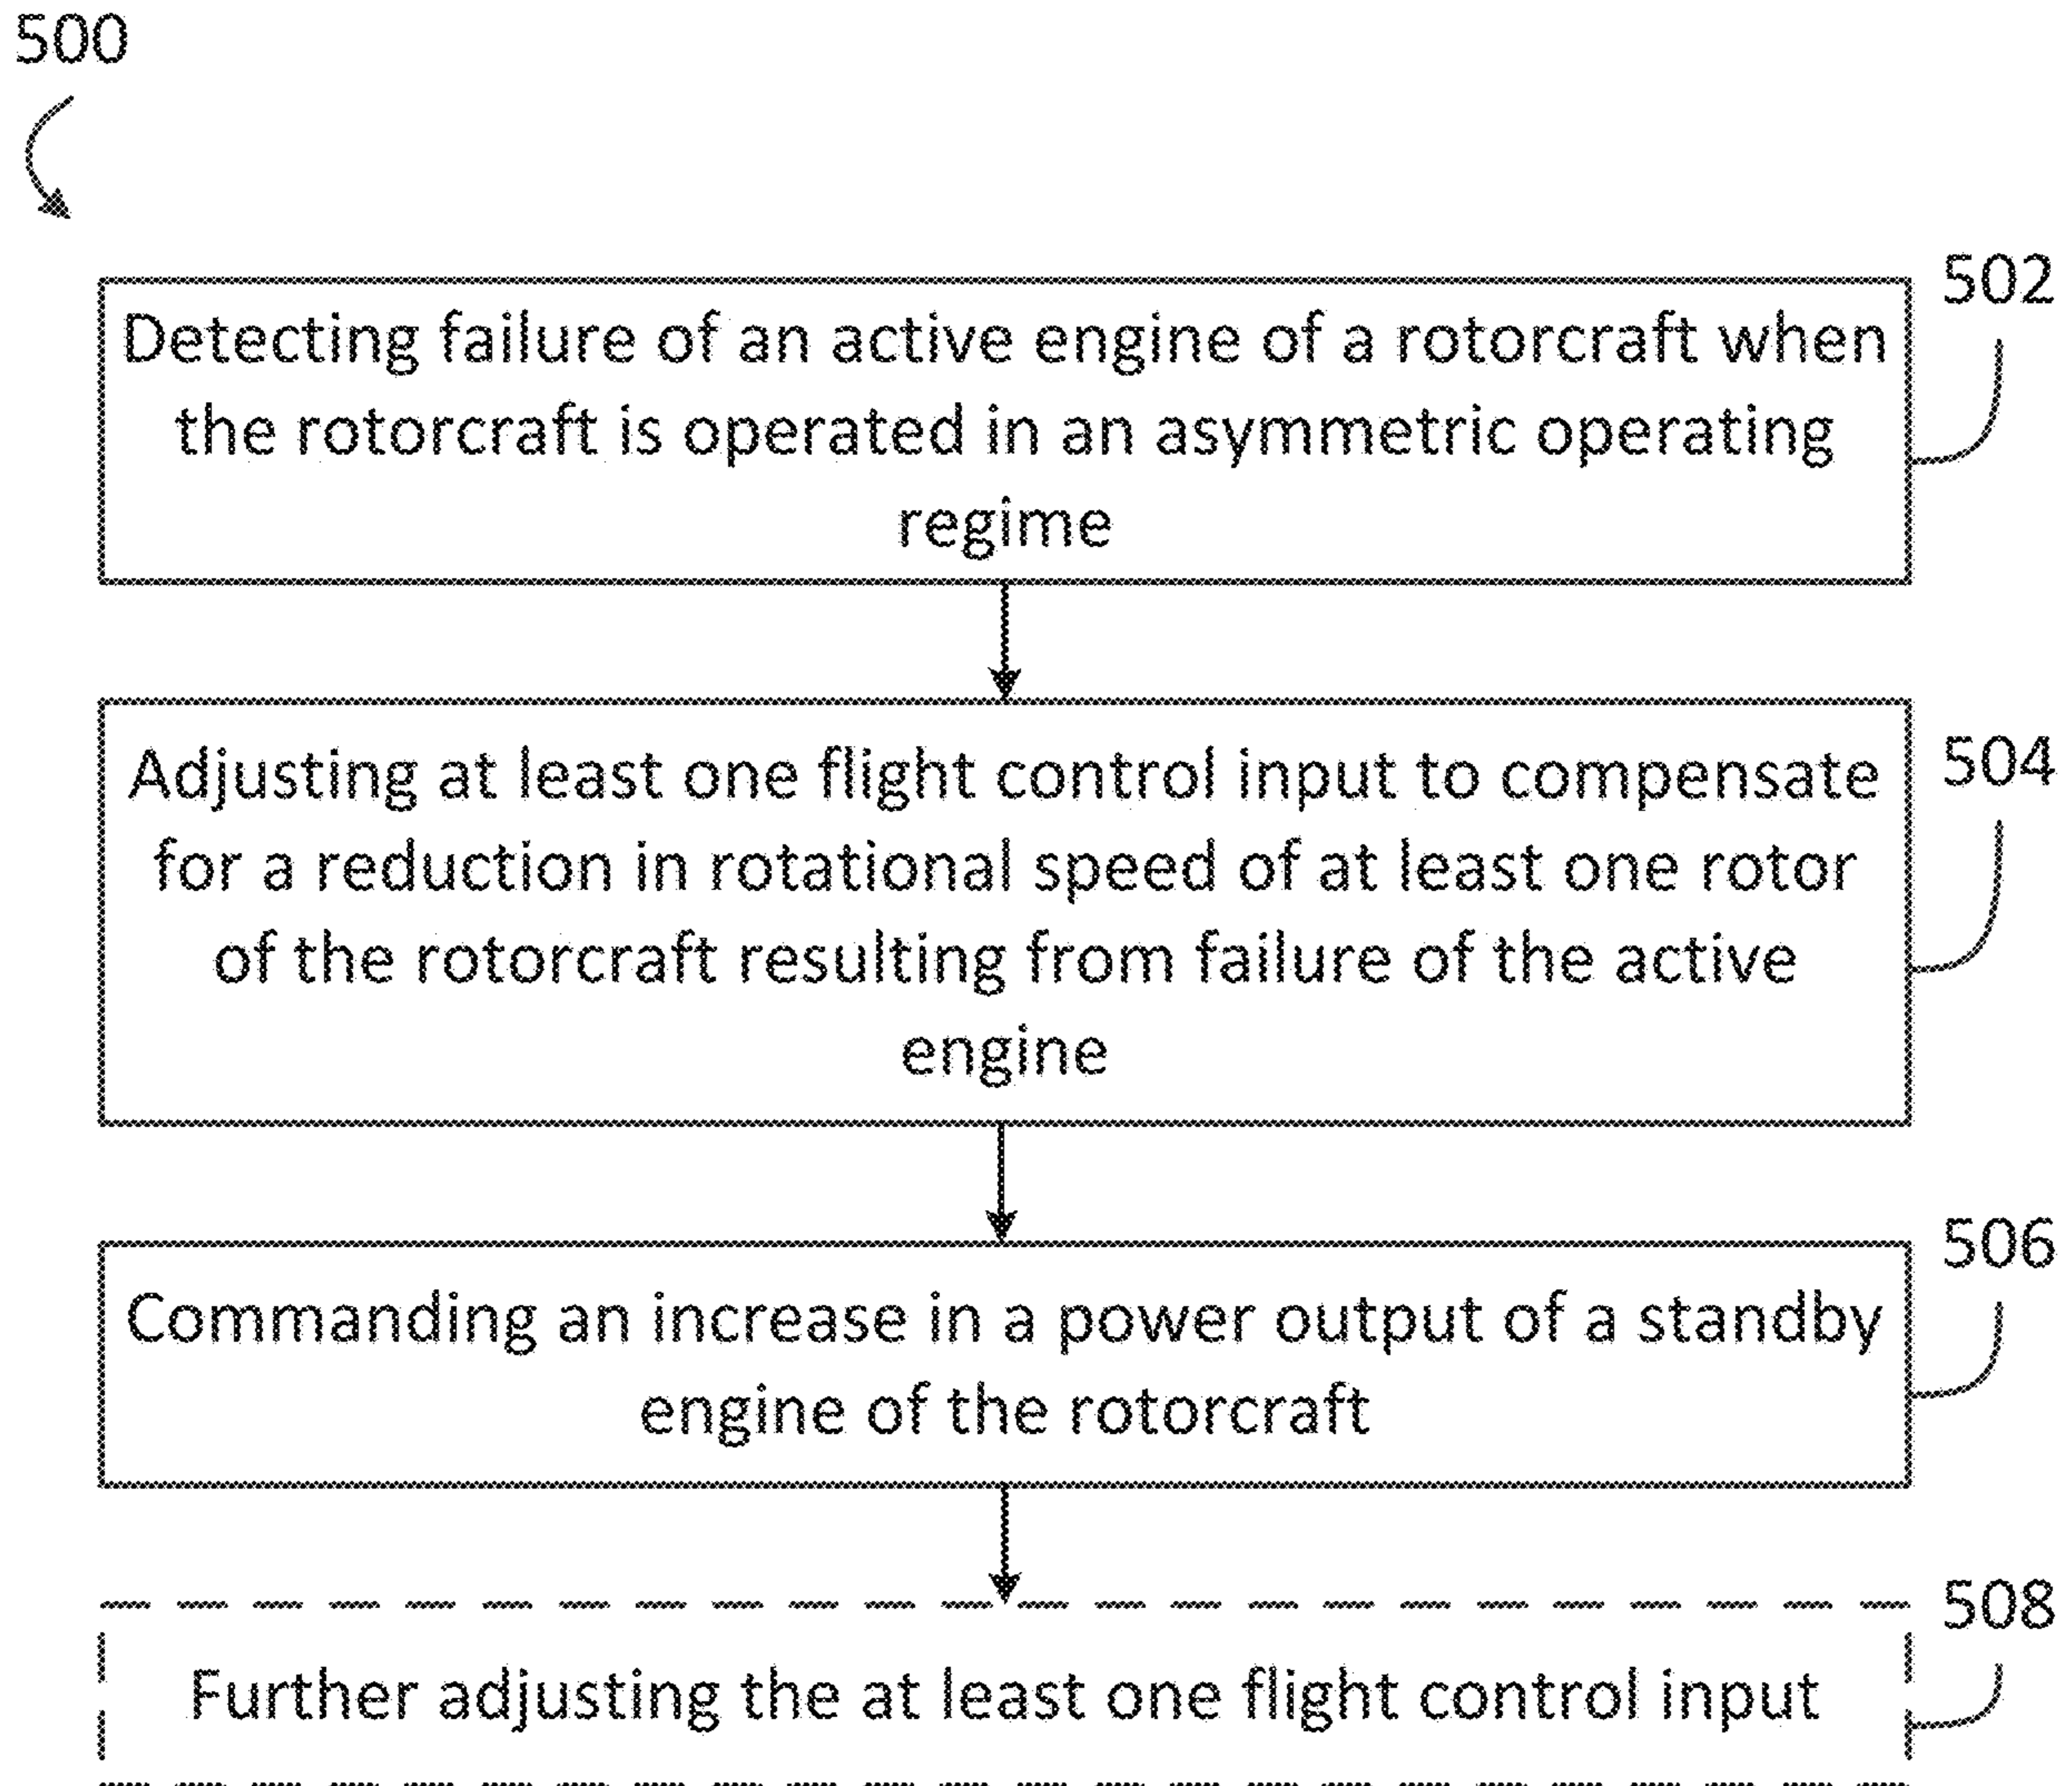 500
502
Detecting failure of an active engine of a rotorcraft when
the rotorcraft is operated in an asymmetric operating
regime
504
Adjusting at least one flight control input to compensate
for a reduction in rotational speed of at least one rotor
of the rotorcraft resulting from failure of the active
engine
506
Commanding an increase in a power output of a standby
engine of the rotorcraft
508
Further adjusting the at least one flight control input